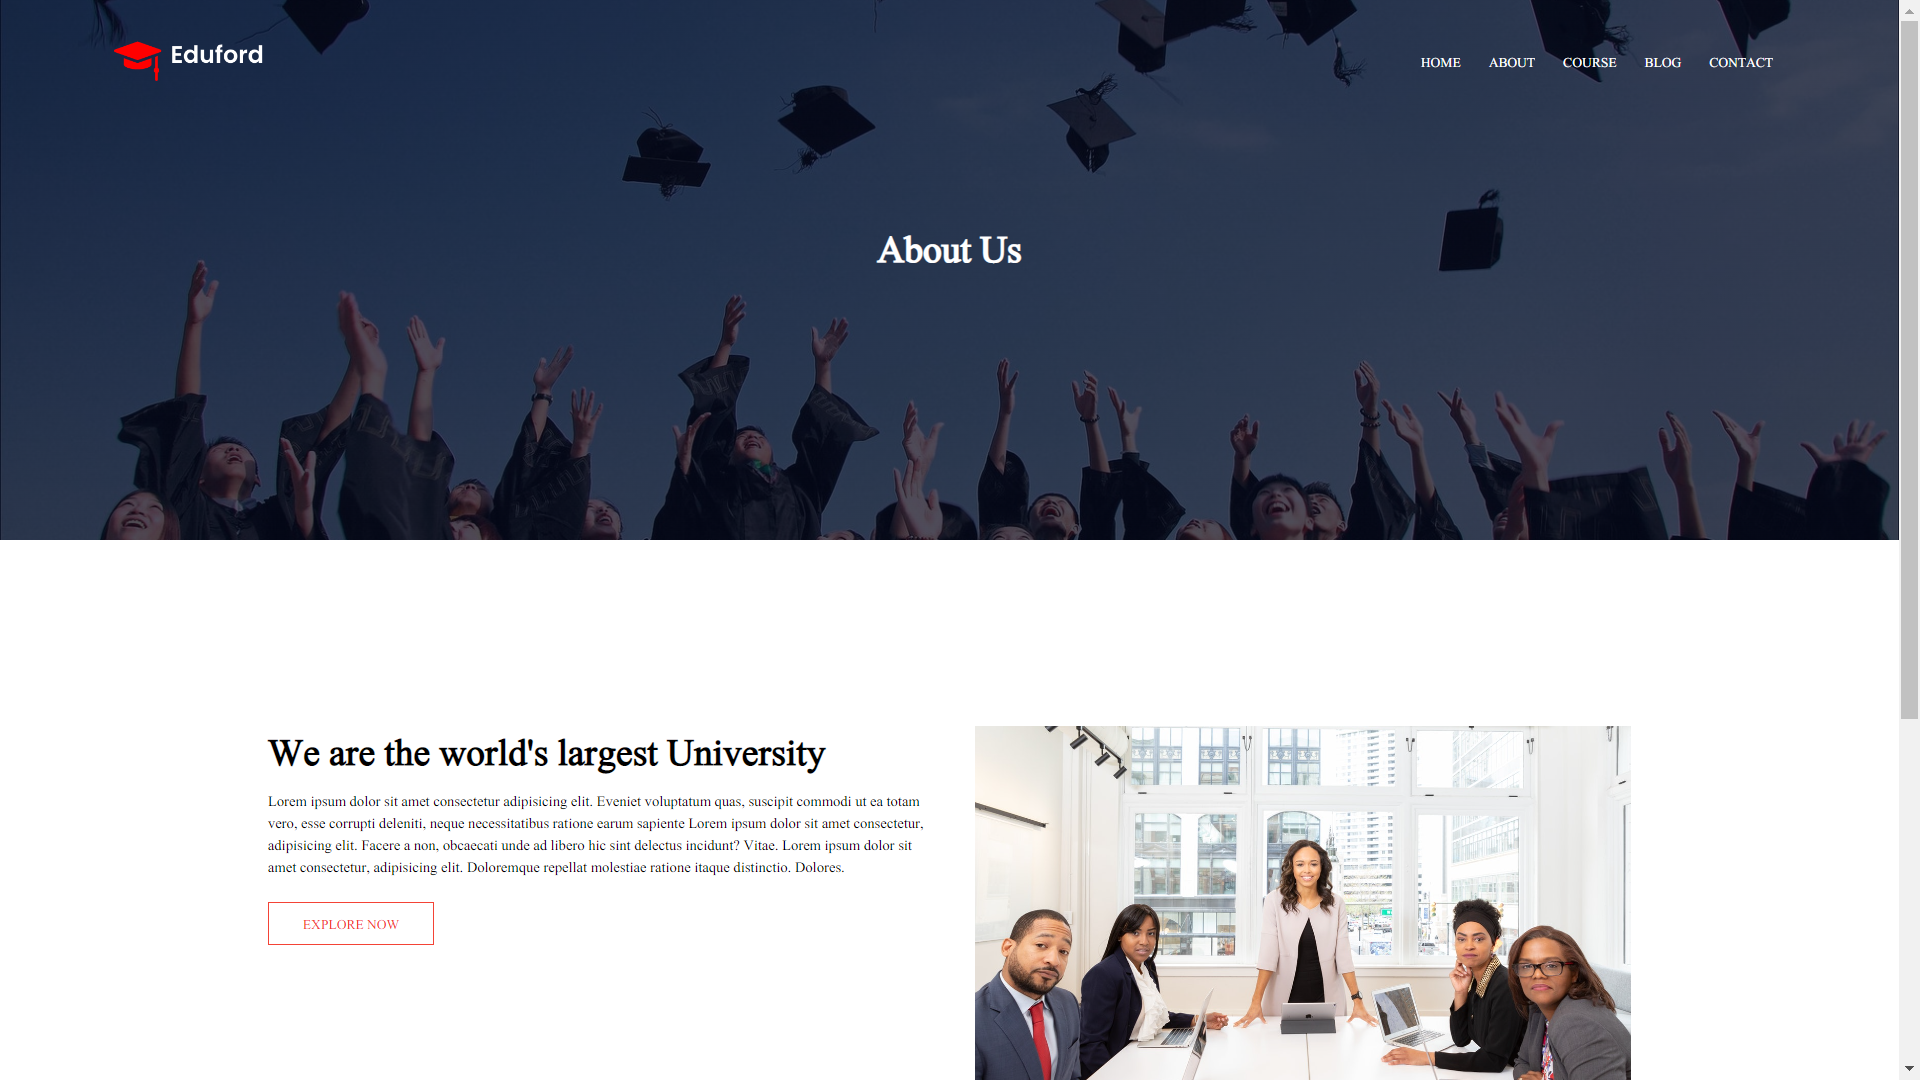 Eduford
HOME ABOUT COURSE BLOG CONTACT
About Us
We are the world's largest University
Lorem ipsum dolor sit amet consectetur adipisicing elit. Eveniet voluptatum quas, suscipit commodi ut ea totam
vero, esse corrupti deleniti, neque necessitatibus ratione earum sapiente Lorem ipsum dolor sit amet consectetur,
adipisicing elit. Facere a non, obcaecati unde ad libero hic sint delectus incidunt? Vitae. Lorem ipsum dolor sit
amet consectetur, adipisicing elit. Doloremque repellat molestiae ratione itaque distinctio. Dolores.
EXPLORE NOW